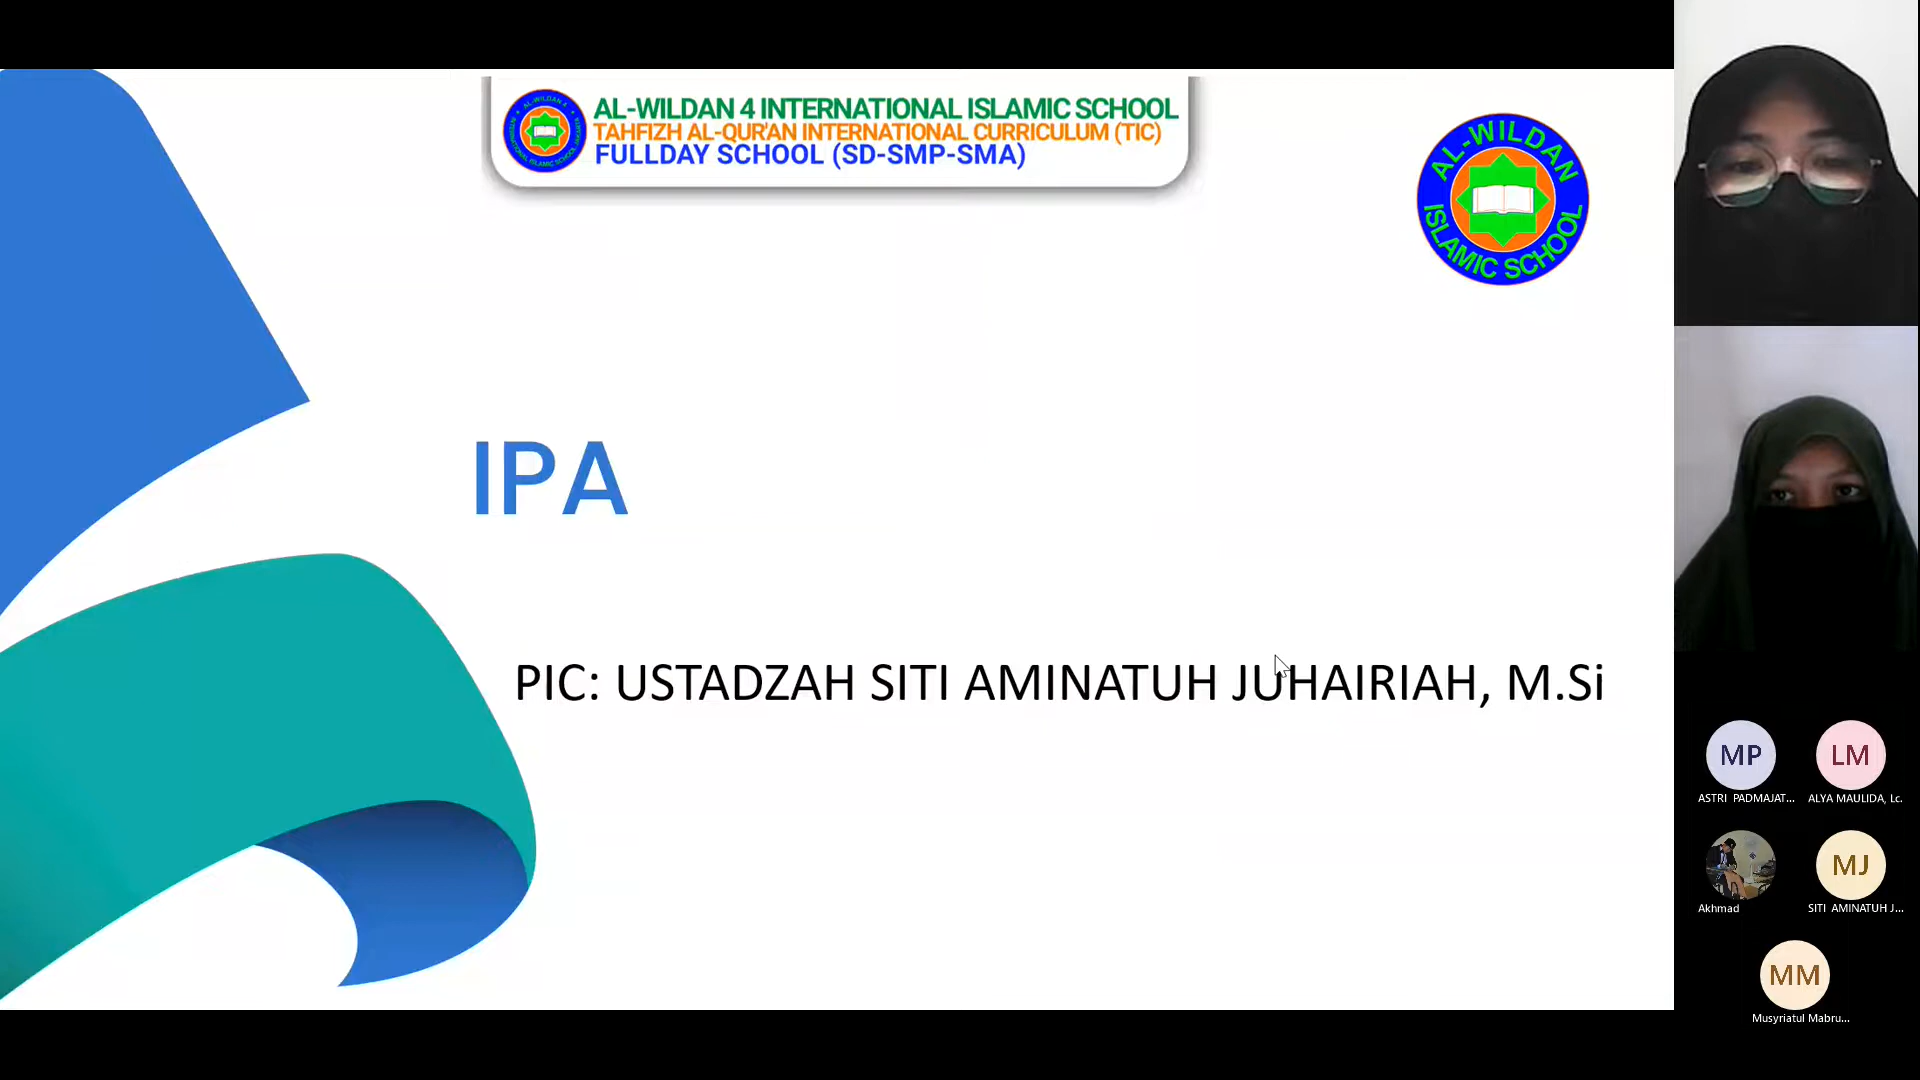 AL-WILDAN 4 INTERNATIONAL ISLAMIC SCHOOL
TAHFIZH AL-QUR'AN INTERNATIONAL CURRICULUM (TIC)
FULLDAY SCHOOL (SD-SMP-SMA)
AL-WILDAN
ISLAMIC SCHOOL
IPA
PIC: USTADZAH SITI AMINATUH JUHAIRIAH, M.Si
MP
LM
ASTRI PADMAJAT...
ALYA MAULIDA, Lc.
MJ
Akhmad
SITI AMINATUH J...
MM
Musyriatul Mabru...